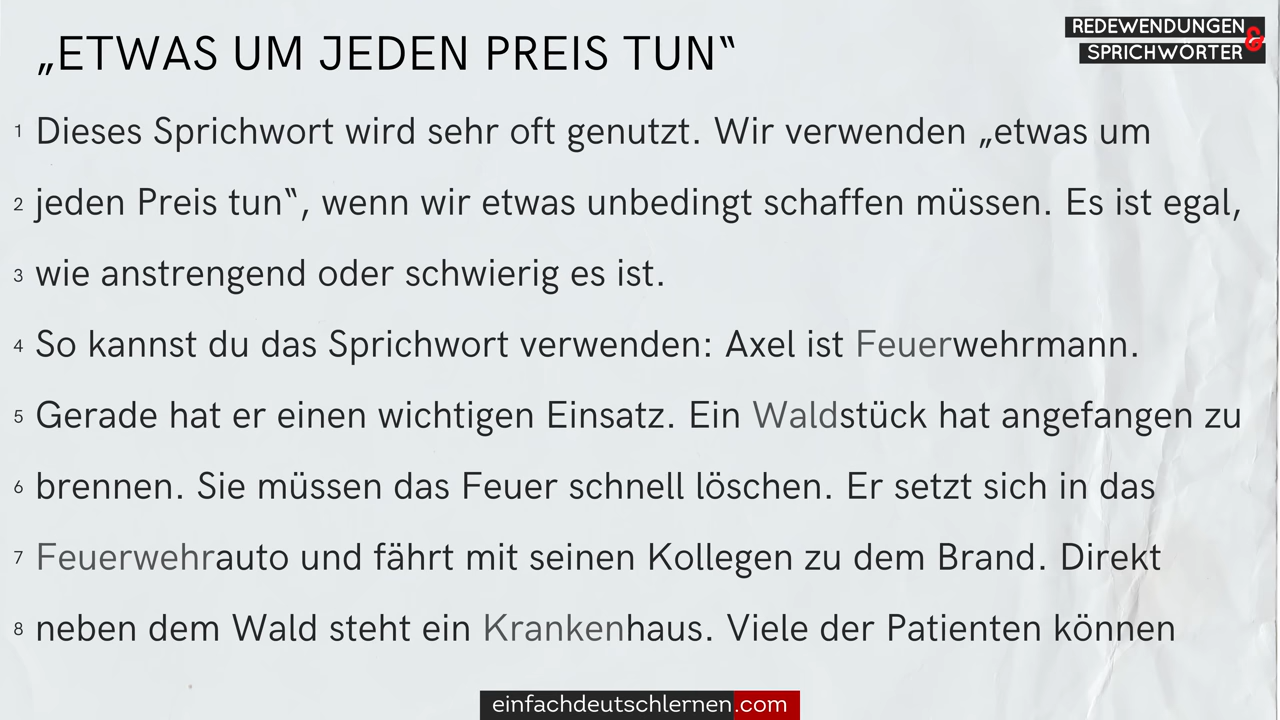 „ETWAS UM JEDEN PREIS TUN‟
REDEWENDUNGEN &
SPRICHWÖRTER
1 Dieses Sprichwort wird sehr oft genutzt. Wir verwenden „etwas um
2 jeden Preis tun‟, wenn wir etwas unbedingt schaffen müssen. Es ist egal,
3 wie anstrengend oder schwierig es ist.
4 So kannst du das Sprichwort verwenden: Axel ist Feuerwehrmann.
5 Gerade hat er einen wichtigen Einsatz. Ein Waldstück hat angefangen zu
6 brennen. Sie müssen das Feuer schnell löschen. Er setzt sich in das
7 Feuerwehrauto und fährt mit seinen Kollegen zu dem Brand. Direkt
8 neben dem Wald steht ein Krankenhaus. Viele der Patienten können
einfachdeutschlernen.com